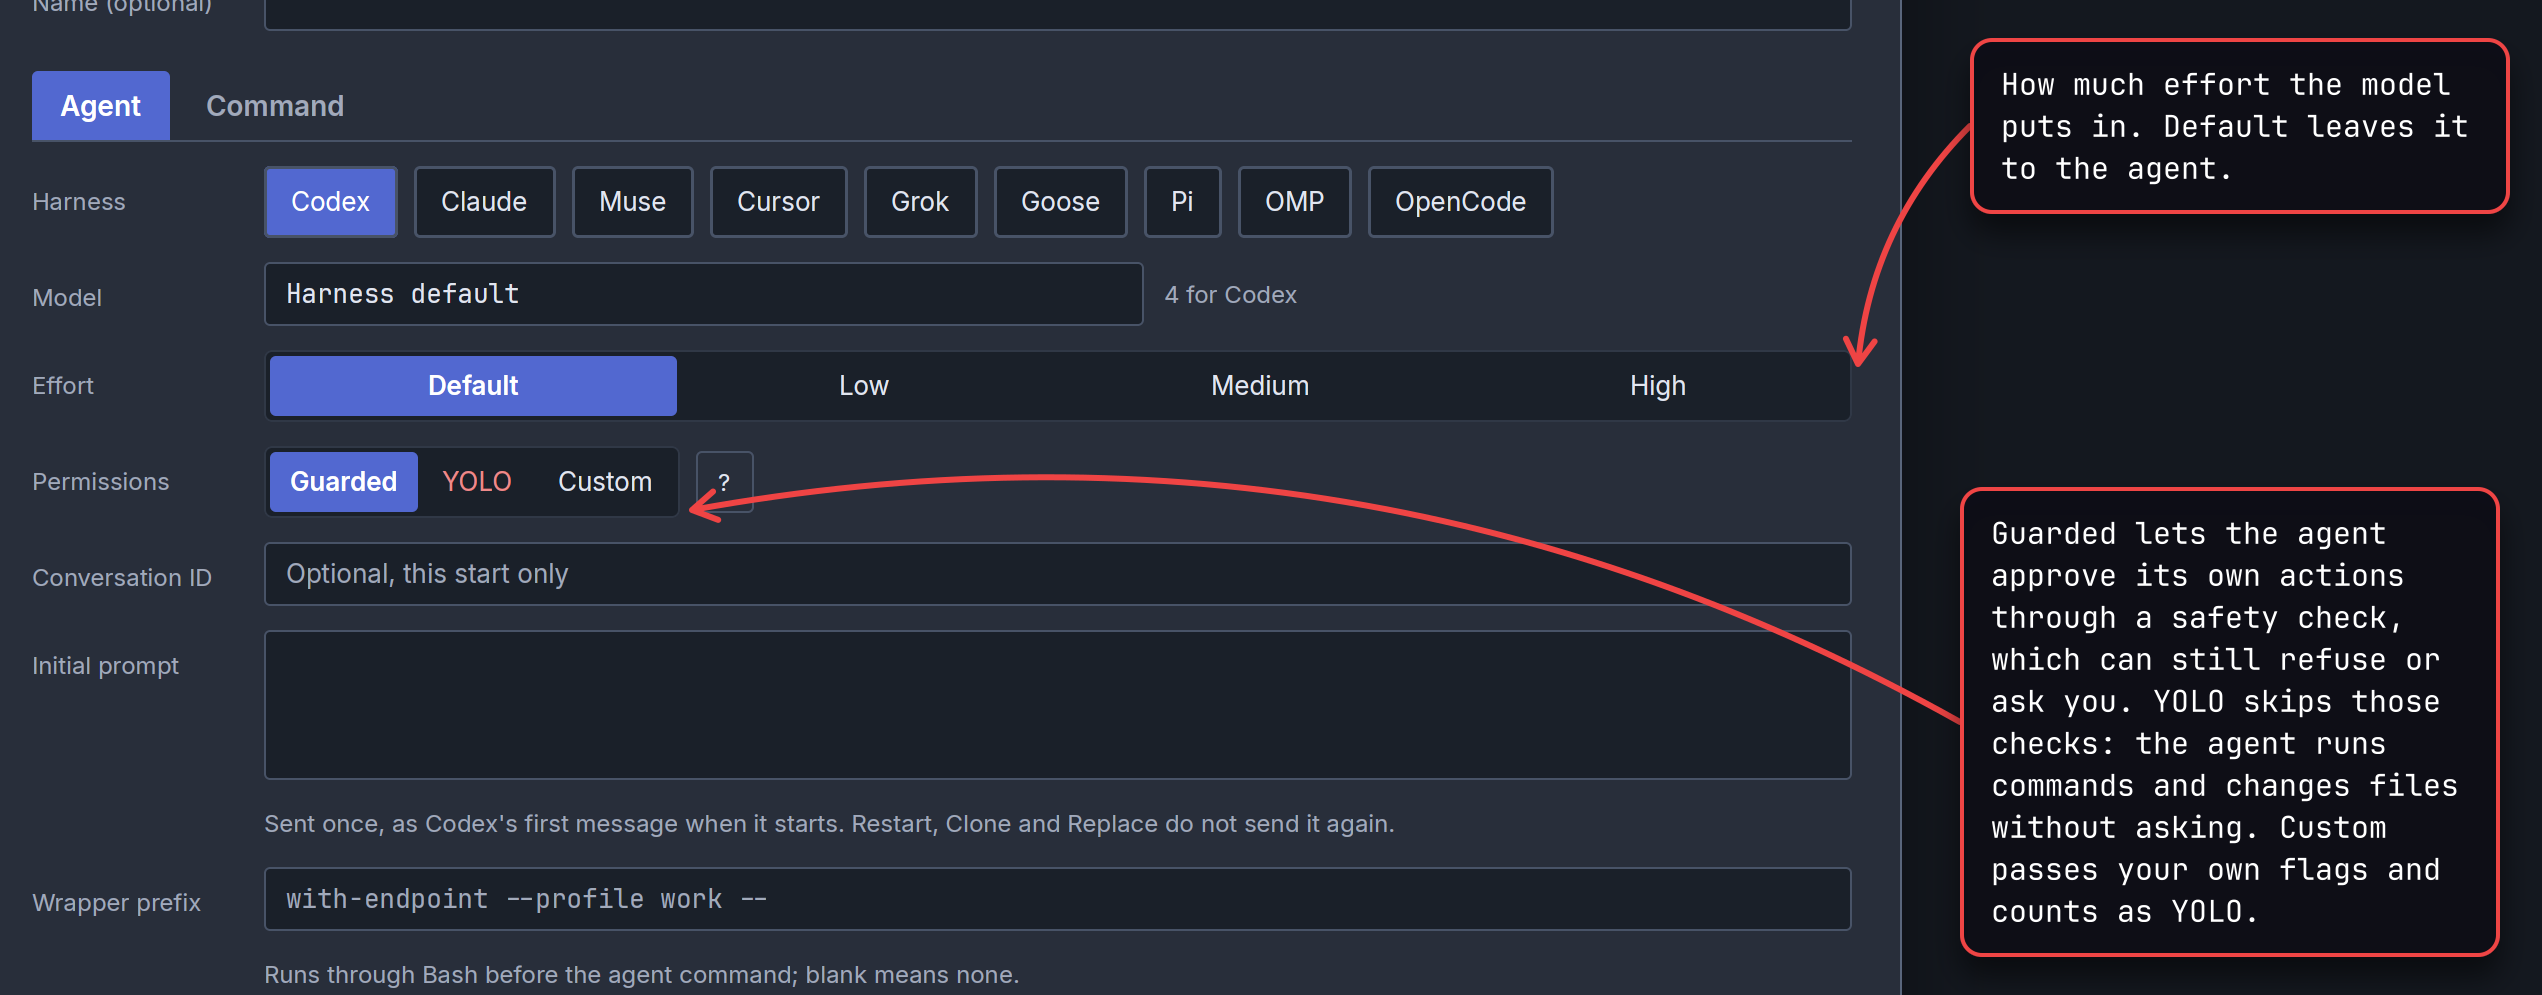 Name (optional)
Agent Command
Harness Codex Claude Muse Cursor Grok Goose Pi OMP OpenCode
Model Harness default 4 for Codex
Effort Default Low Medium High
Permissions Guarded YOLO Custom ?
Conversation ID Optional, this start only
Initial prompt
Sent once, as Codex's first message when it starts. Restart, Clone and Replace do not send it again.
Wrapper prefix with-endpoint --profile work --
Runs through Bash before the agent command; blank means none.
How much effort the model
puts in. Default leaves it
to the agent.
Guarded lets the agent
approve its own actions
through a safety check,
which can still refuse or
ask you. YOLO skips those
checks: the agent runs
commands and changes files
without asking. Custom
passes your own flags and
counts as YOLO.